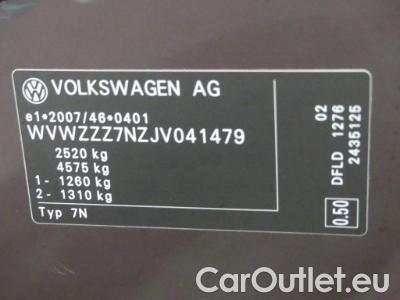 VOLKSWAGEN AG
e1*2007/46*0401
WVWZZZ7NZJV041479
2520 kg
4575 kg
1- 1260 kg
2- 1310 kg
Typ 7N
02
DFLD 1276
2435125
0.50
CarOutlet.eu